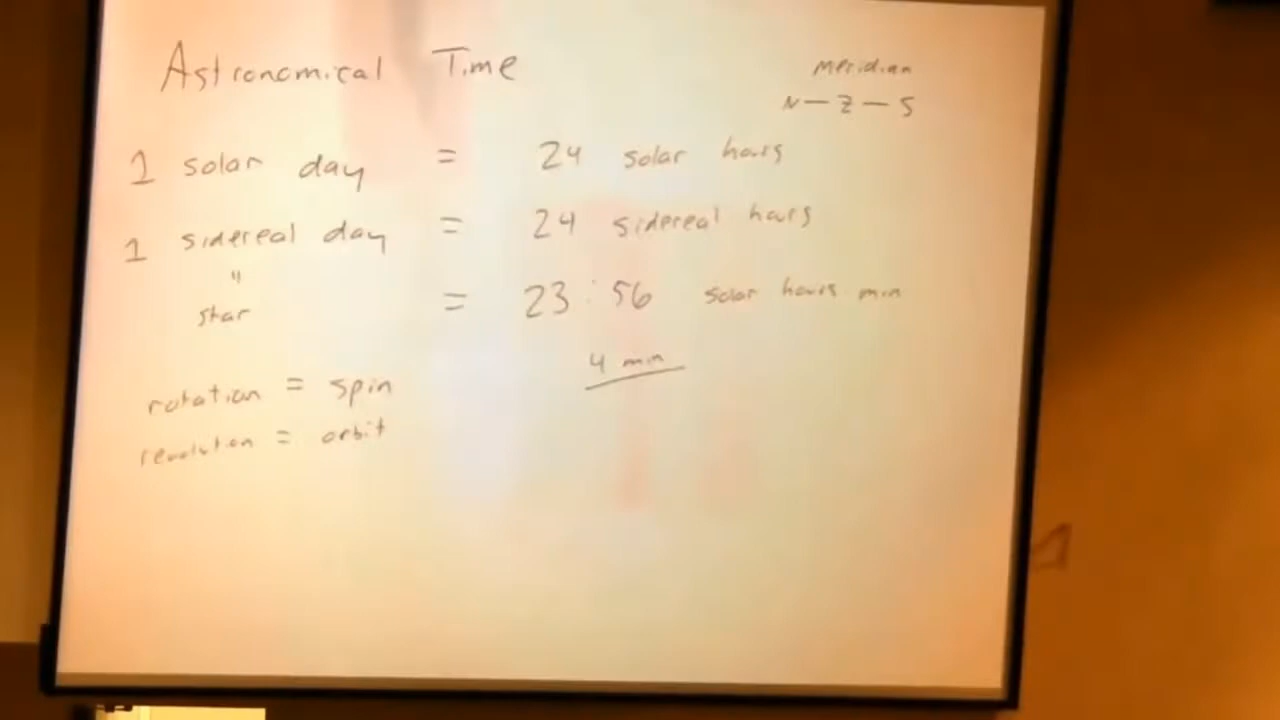 Astronomical Time
meridian
N — Z — S
1 solar day = 24 solar hours
1 sidereal day = 24 sidereal hours
"
star = 23:56 solar hours min
4 min
rotation = spin
revolution = orbit